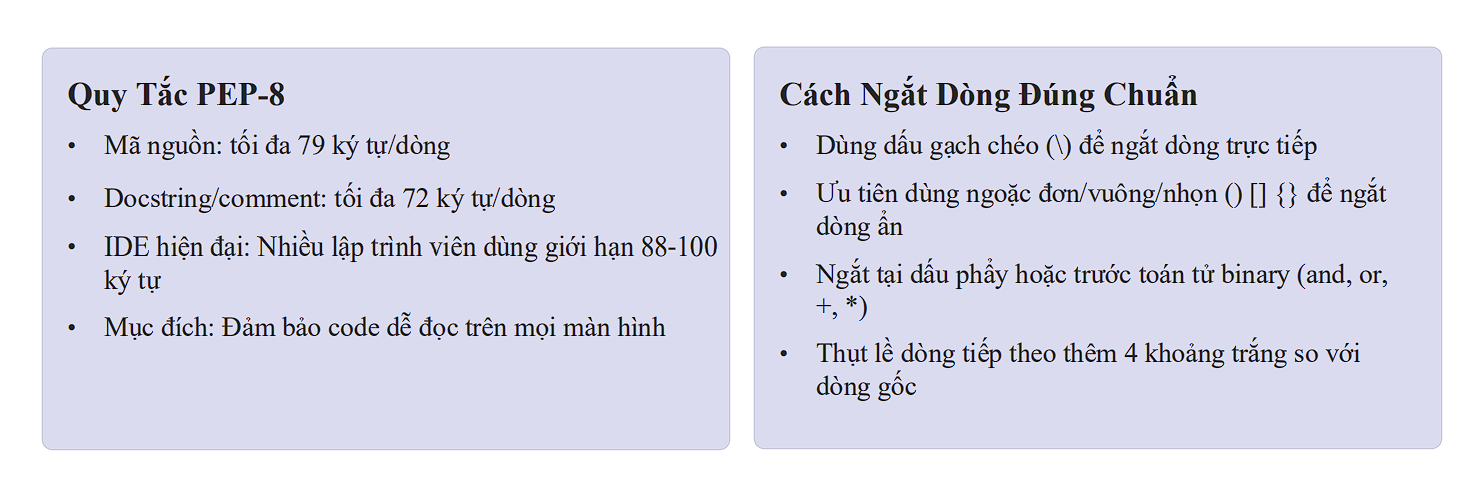 Quy Tắc PEP-8
• Mã nguồn: tối đa 79 ký tự/dòng
• Docstring/comment: tối đa 72 ký tự/dòng
• IDE hiện đại: Nhiều lập trình viên dùng giới hạn 88-100
ký tự
• Mục đích: Đảm bảo code dễ đọc trên mọi màn hình
Cách Ngắt Dòng Đúng Chuẩn
• Dùng dấu gạch chéo (\) để ngắt dòng trực tiếp
• Ưu tiên dùng ngoặc đơn/vuông/nhọn () [] {} để ngắt
dòng ẩn
• Ngắt tại dấu phẩy hoặc trước toán tử binary (and, or,
+, *)
• Thụt lề dòng tiếp theo thêm 4 khoảng trắng so với
dòng gốc